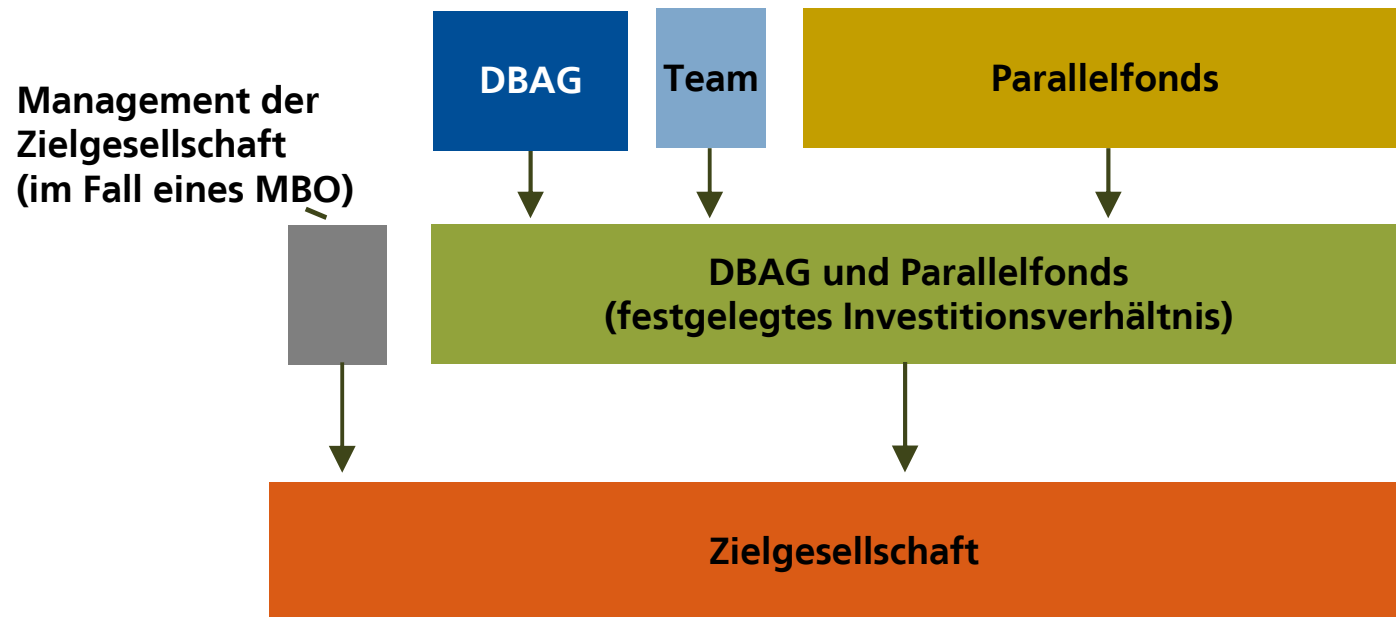 DBAG
Team
Parallelfonds
Management der
Zielgesellschaft
(im Fall eines MBO)
DBAG und Parallelfonds
(festgelegtes Investitionsverhältnis)
Zielgesellschaft